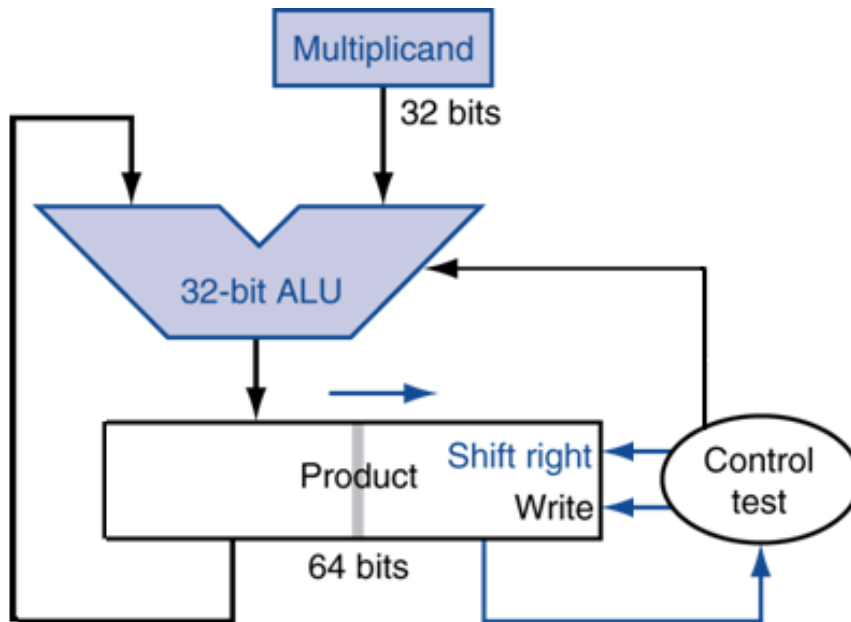 Multiplicand
32 bits
32-bit ALU
Product
Shift right
Write
64 bits
Control
test